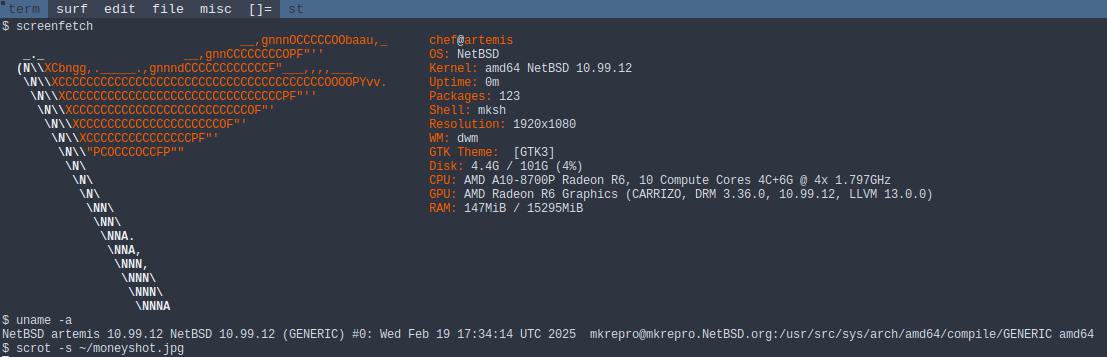 term surf edit file misc []= st
$ screenfetch
__,gnnnOCCCCCOObaau,_ chef@artemis
_._ __,gnnCCCCCCCCOPF"'' OS: NetBSD
(N\\XCbngg,._____.,gnnndCCCCCCCCCCCCF"___,,,,___ Kernel: amd64 NetBSD 10.99.12
\N\\XCCCCCCCCCCCCCCCCCCCCCCCCCCCCCCCCCCCCCCOOOOPYvv. Uptime: 0m
\N\\XCCCCCCCCCCCCCCCCCCCCCCCCCCCCCCCPF"'' Packages: 123
\N\\XCCCCCCCCCCCCCCCCCCCCCCCCCOF"' Shell: mksh
\N\\XCCCCCCCCCCCCCCCCCCCCOF"' Resolution: 1920x1080
\N\\XCCCCCCCCCCCCCCCPF"' WM: dwm
\N\\"PCOCCCOCCFP"" GTK Theme:  [GTK3]
\N\ Disk: 4.4G / 101G (4%)
\N\ CPU: AMD A10-8700P Radeon R6, 10 Compute Cores 4C+6G @ 4x 1.797GHz
\N\ GPU: AMD Radeon R6 Graphics (CARRIZO, DRM 3.36.0, 10.99.12, LLVM 13.0.0)
\NN\ RAM: 147MiB / 15295MiB
\NN\
\NNA.
\NNA,
\NNN,
\NNN\
\NNN\
\NNNA
$ uname -a
NetBSD artemis 10.99.12 NetBSD 10.99.12 (GENERIC) #0: Wed Feb 19 17:34:14 UTC 2025  mkrepro@mkrepro.NetBSD.org:/usr/src/sys/arch/amd64/compile/GENERIC amd64
$ scrot -s ~/moneyshot.jpg